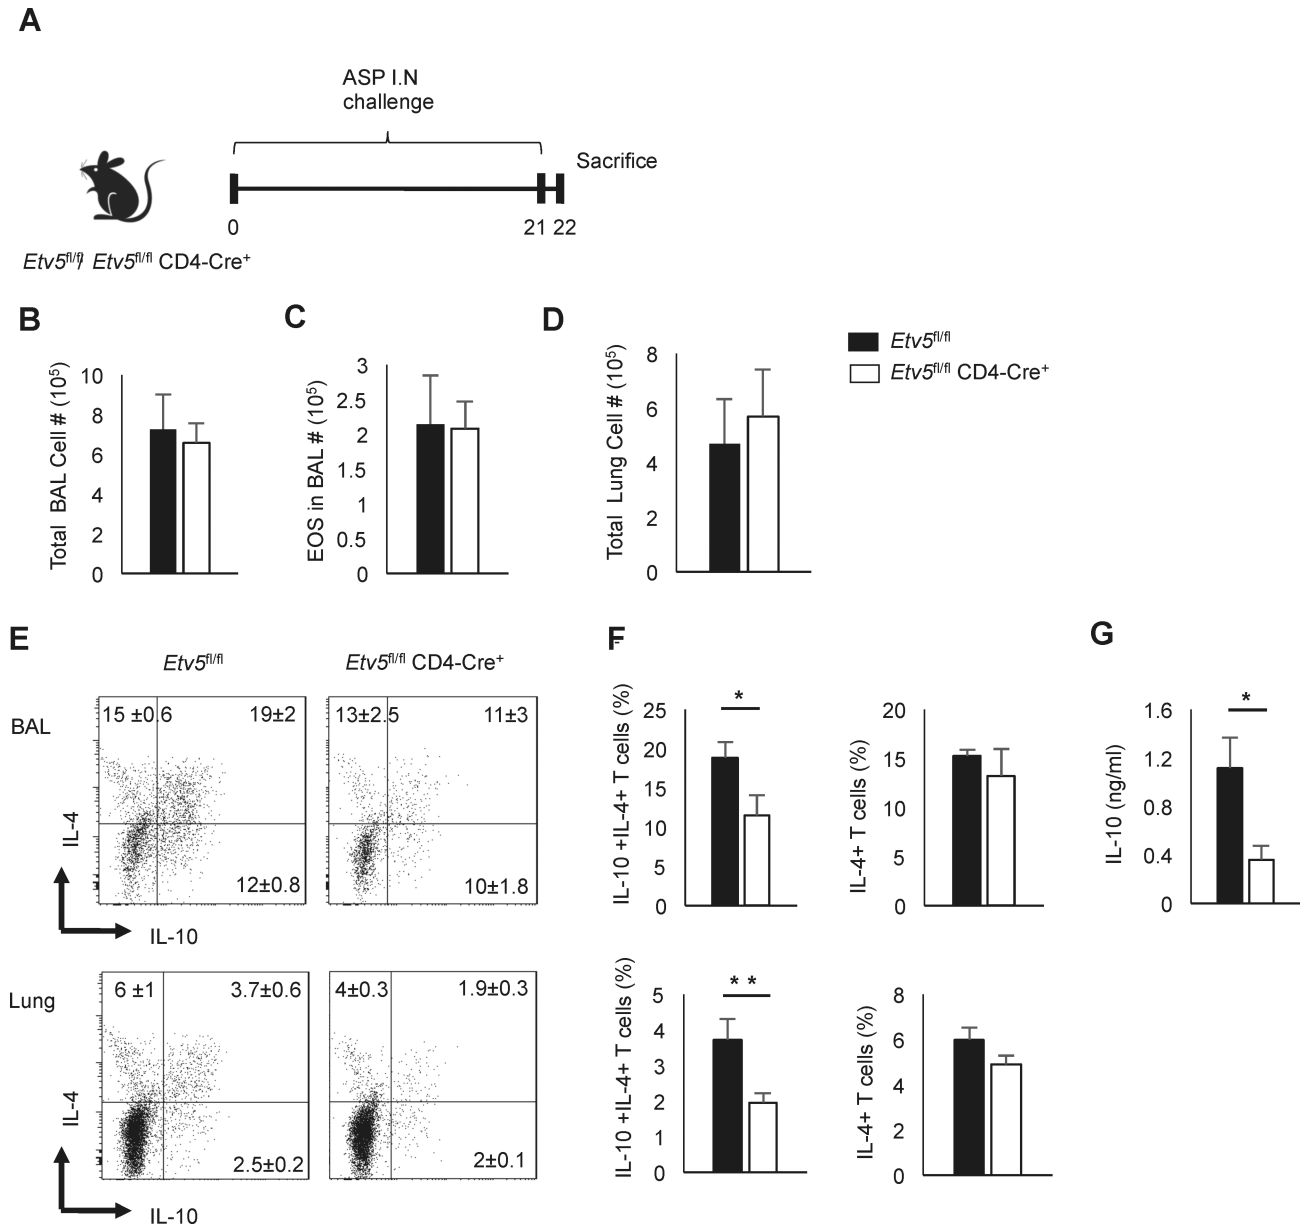 A
ASP I.N
challenge
Sacrifice
0 21 22
Etv5fl/fl/ Etv5fl/fl CD4-Cre+
B
Total BAL Cell # (10⁵)
10
8
6
4
2
0
C
EOS in BAL # (10⁵)
3
2.5
2
1.5
1
0.5
0
D
Total Lung Cell # (10⁵)
8
6
4
2
0
Etv5fl/fl
Etv5fl/fl CD4-Cre+
E
Etv5fl/fl Etv5fl/fl CD4-Cre+
BAL
15 ±0.6 19±2
12±0.8
13±2.5 11±3
10±1.8
IL-4
IL-10
Lung
6 ±1 3.7±0.6
2.5±0.2
4±0.3 1.9±0.3
2±0.1
IL-4
IL-10
F
IL-10 +IL-4+ T cells (%)
25
20
15
10
5
0
*
IL-4+ T cells (%)
20
15
10
5
0
IL-10 +IL-4+ T cells (%)
5
4
3
2
1
0
* *
IL-4+ T cells (%)
8
6
4
2
0
G
IL-10 (ng/ml)
1.6
1.2
0.8
0.4
0
*